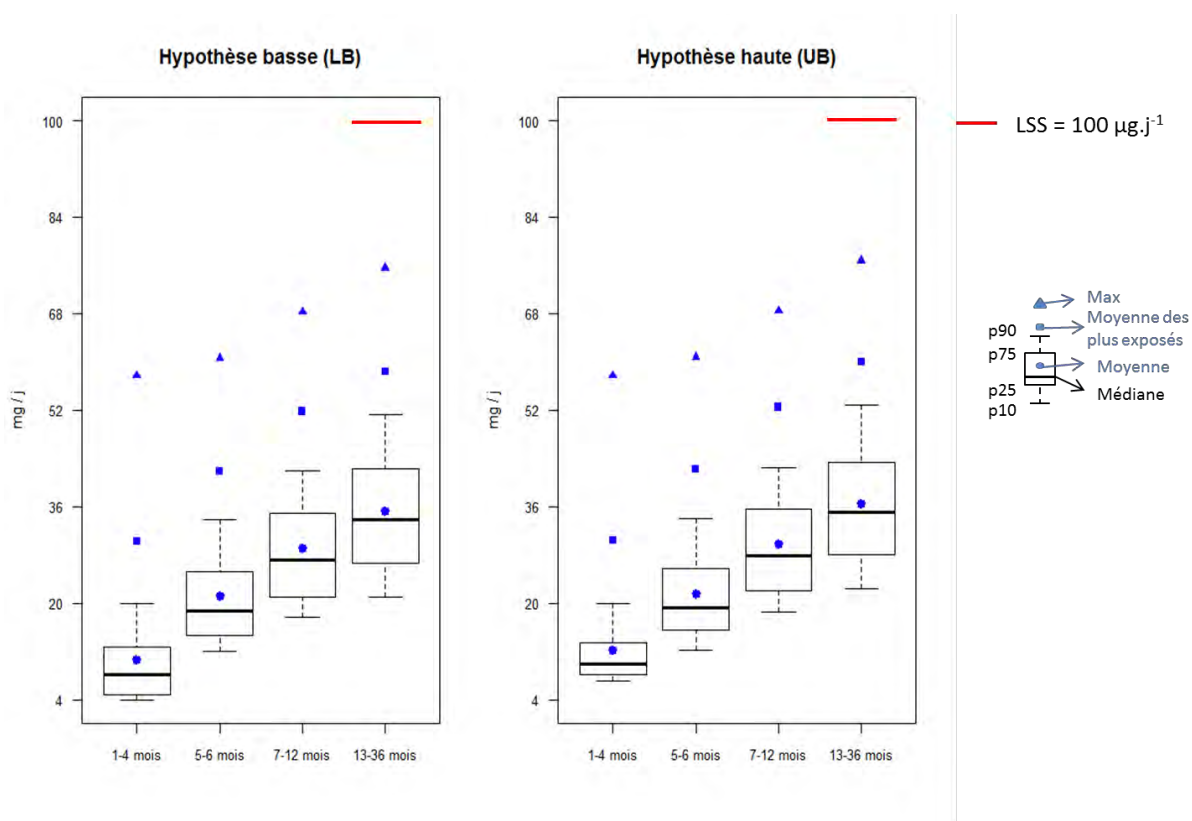 Hypothèse basse (LB)
mg / j
100
84
68
52
36
20
4
1-4 mois
5-6 mois
7-12 mois
13-36 mois
Hypothèse haute (UB)
mg / j
100
84
68
52
36
20
4
1-4 mois
5-6 mois
7-12 mois
13-36 mois
LSS = 100 µg.j⁻¹
Max
Moyenne des
plus exposés
Moyenne
Médiane
p90
p75
p25
p10